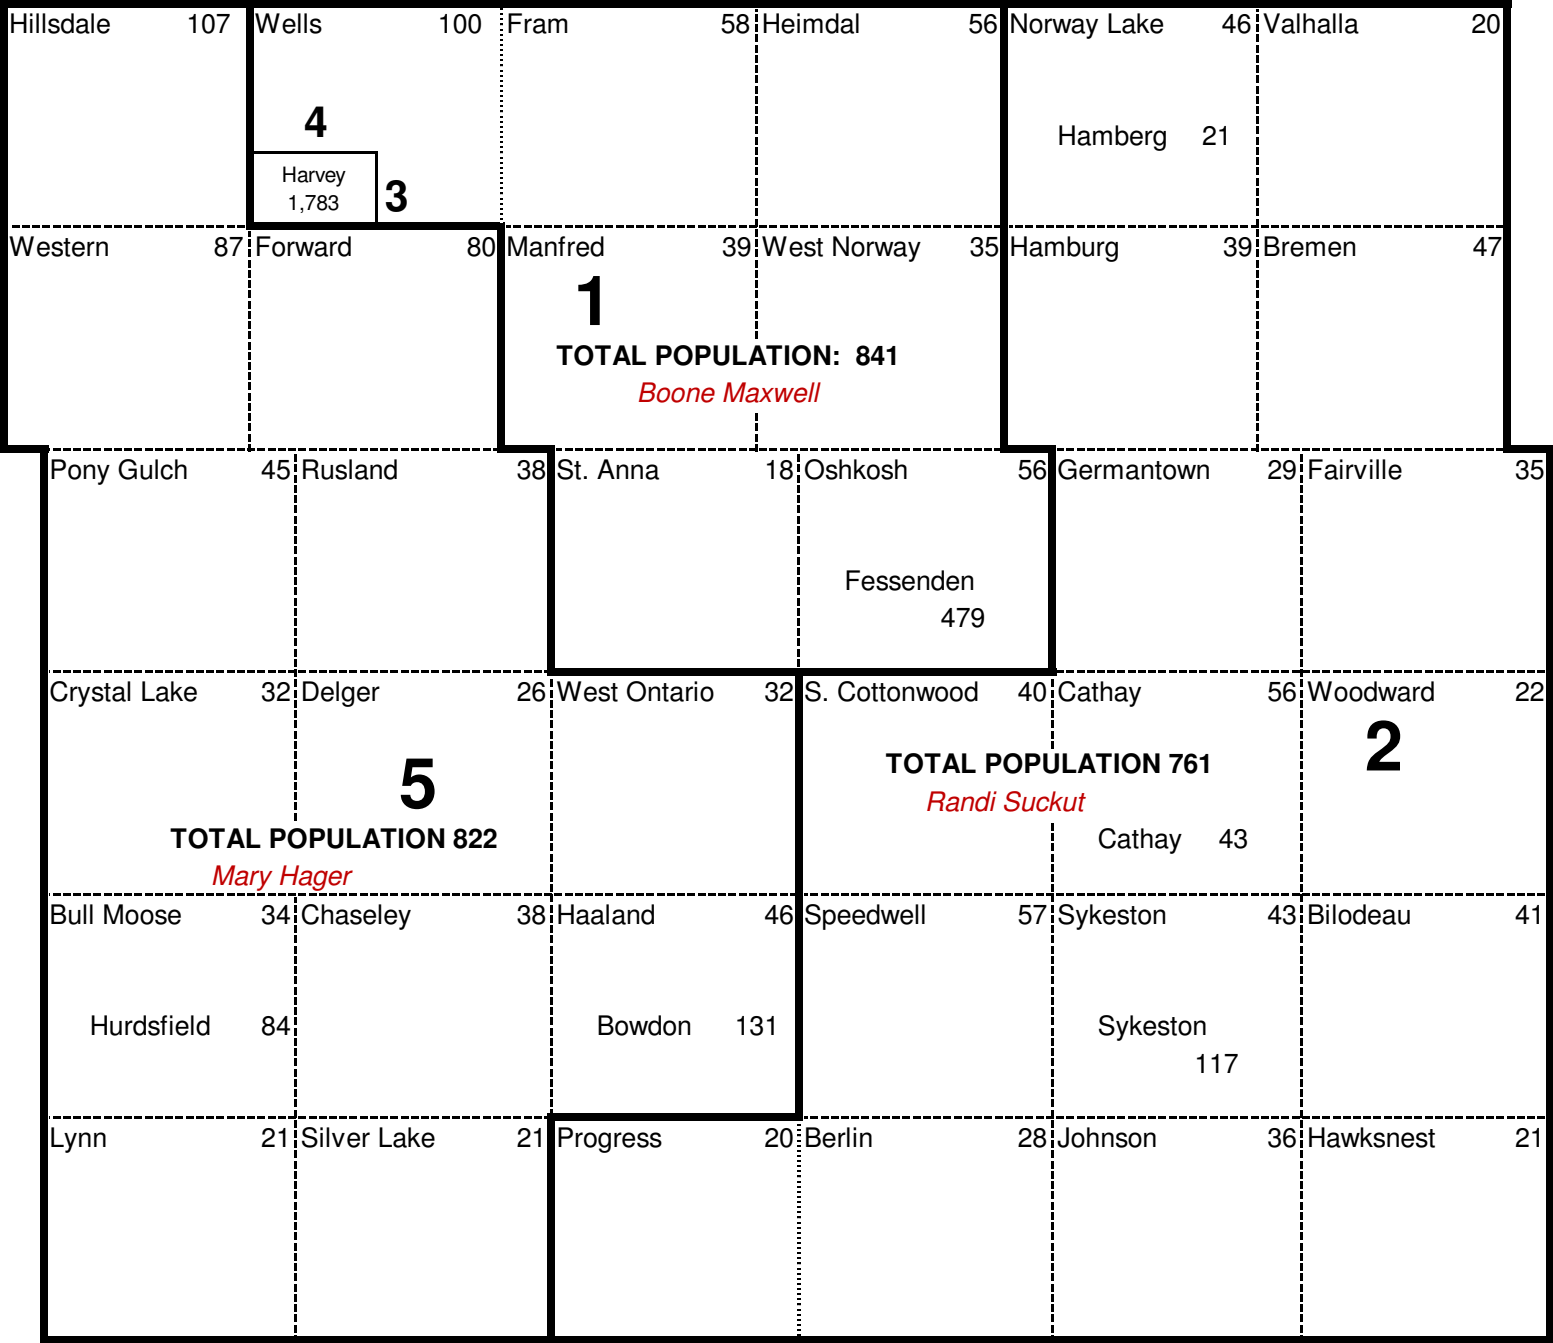 Hillsdale 107 Wells 100 Fram 58 Heimdal 56 Norway Lake 46 Valhalla 20
4
Hamberg 21
Harvey
1,783
3
Western 87 Forward 80 Manfred 39 West Norway 35 Hamburg 39 Bremen 47
1
TOTAL POPULATION: 841
Boone Maxwell
Pony Gulch 45 Rusland 38 St. Anna 18 Oshkosh 56 Germantown 29 Fairville 35
Fessenden
479
Crystal Lake 32 Delger 26 West Ontario 32 S. Cottonwood 40 Cathay 56 Woodward 22
2
TOTAL POPULATION 761
5
Randi Suckut
TOTAL POPULATION 822
Cathay 43
Mary Hager
Bull Moose 34 Chaseley 38 Haaland 46 Speedwell 57 Sykeston 43 Bilodeau 41
Hurdsfield 84 Bowdon 131 Sykeston
117
Lynn 21 Silver Lake 21 Progress 20 Berlin 28 Johnson 36 Hawksnest 21